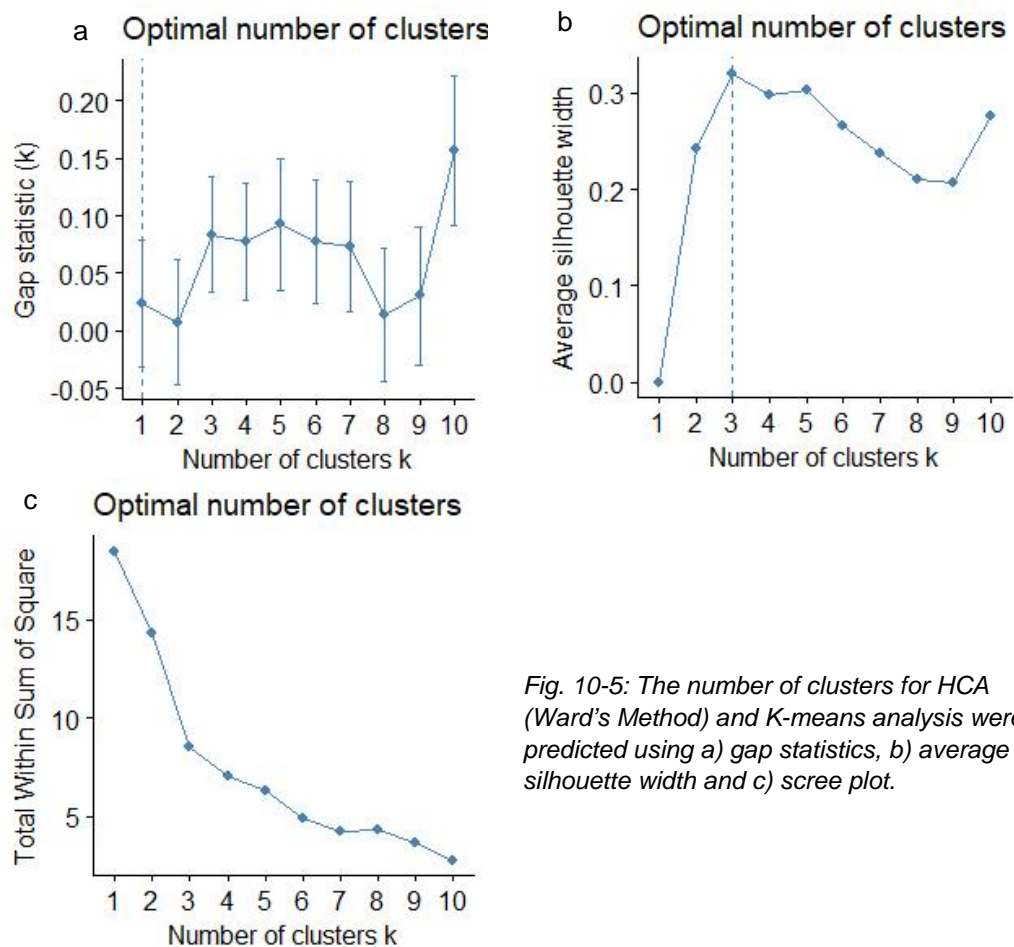 a
Optimal number of clusters
Gap statistic (k)
0.20
0.15
0.10
0.05
0.00
-0.05
1 2 3 4 5 6 7 8 9 10
Number of clusters k
b
Optimal number of clusters
Average silhouette width
0.3
0.2
0.1
0.0
1 2 3 4 5 6 7 8 9 10
Number of clusters k
c
Optimal number of clusters
Total Within Sum of Square
15
10
5
1 2 3 4 5 6 7 8 9 10
Number of clusters k
Fig. 10-5: The number of clusters for HCA
(Ward's Method) and K-means analysis were
predicted using a) gap statistics, b) average
silhouette width and c) scree plot.